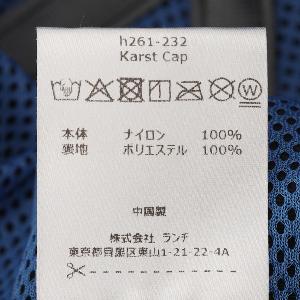 h261-232
Karst Cap
本体 ナイロン 100%
裏地 ポリエステル 100%
中国製
株式会社 ランチ
東京都目黒区東山1-21-22-4A